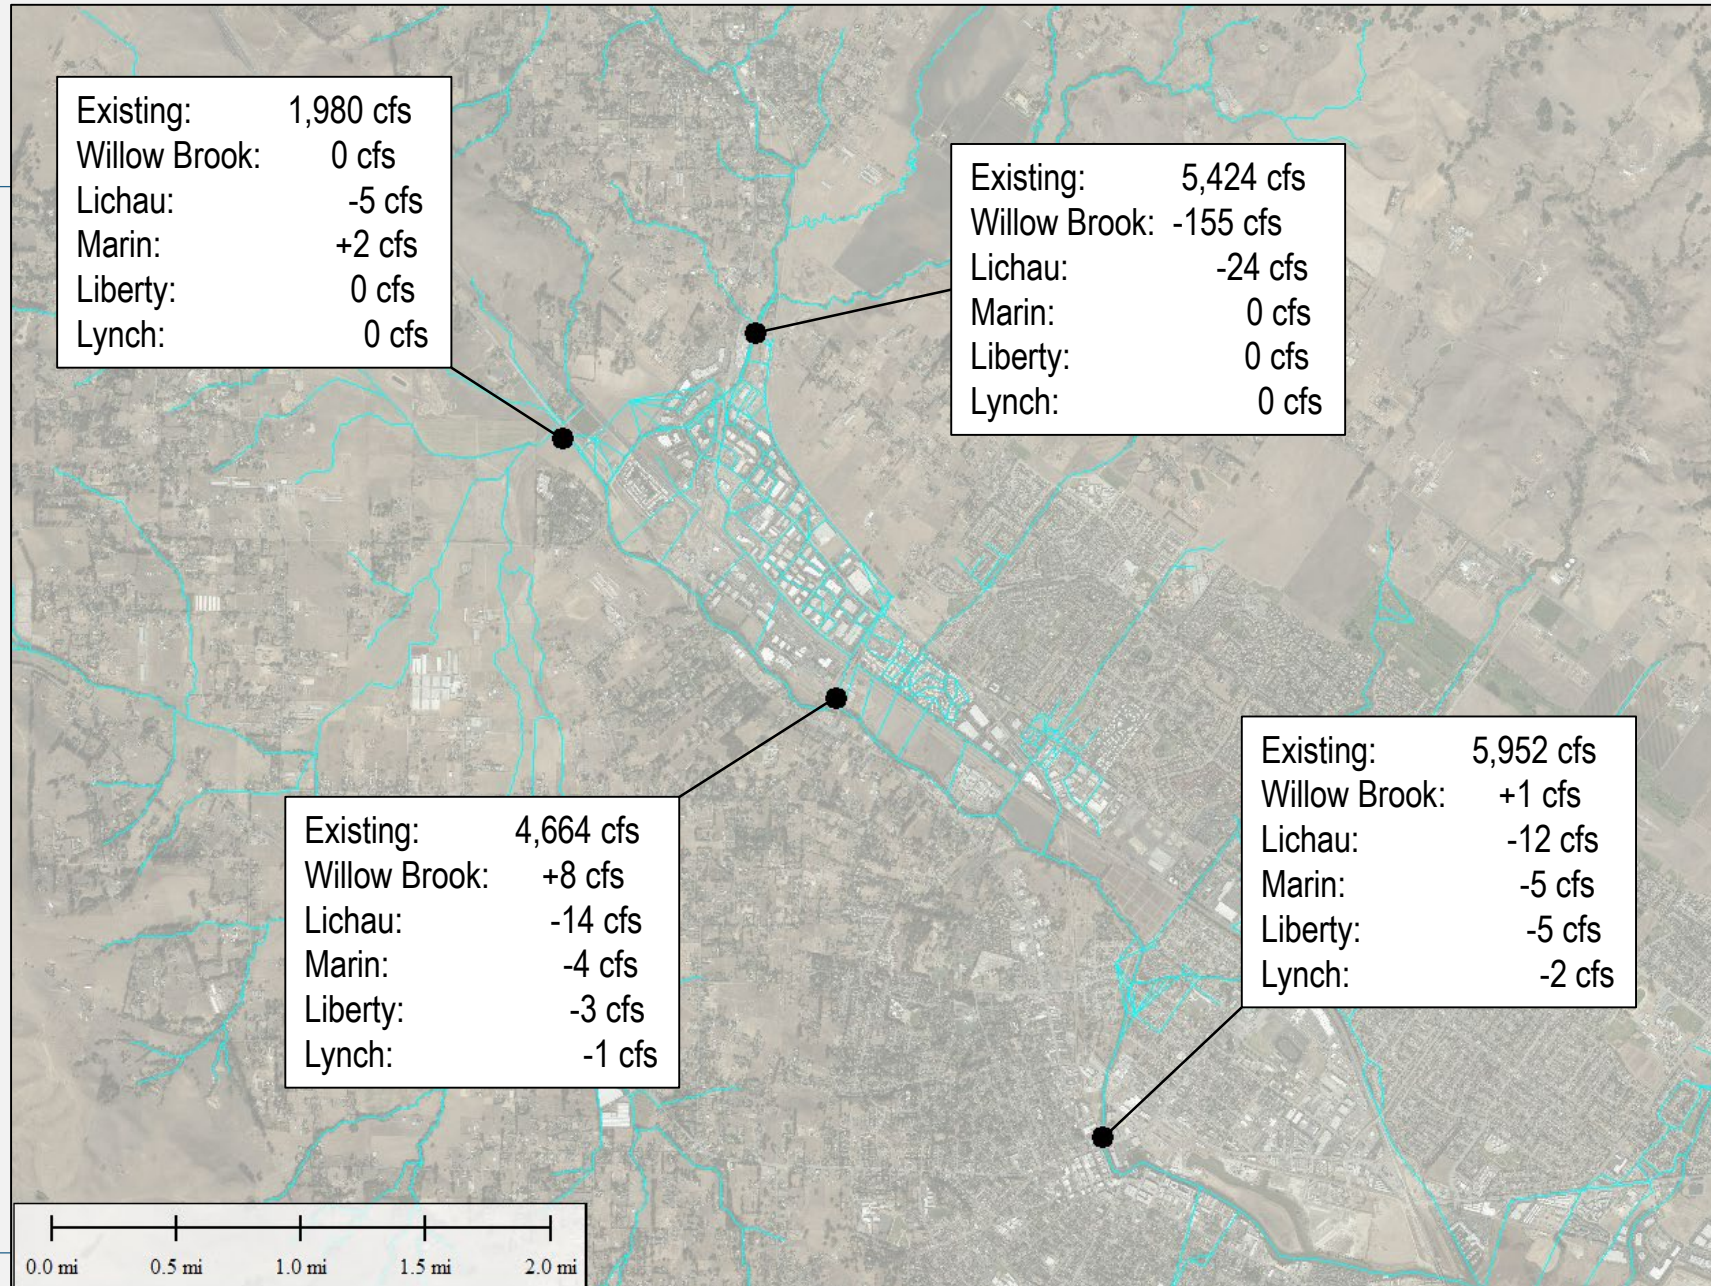 Existing: 1,980 cfs
Willow Brook: 0 cfs
Lichau: -5 cfs
Marin: +2 cfs
Liberty: 0 cfs
Lynch: 0 cfs
Existing: 5,424 cfs
Willow Brook: -155 cfs
Lichau: -24 cfs
Marin: 0 cfs
Liberty: 0 cfs
Lynch: 0 cfs
Existing: 4,664 cfs
Willow Brook: +8 cfs
Lichau: -14 cfs
Marin: -4 cfs
Liberty: -3 cfs
Lynch: -1 cfs
Existing: 5,952 cfs
Willow Brook: +1 cfs
Lichau: -12 cfs
Marin: -5 cfs
Liberty: -5 cfs
Lynch: -2 cfs
0.0 mi 0.5 mi 1.0 mi 1.5 mi 2.0 mi